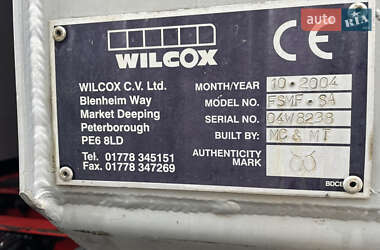 auto RIA
WILCOX
CE
WILCOX C.V. Ltd.
Blenheim Way
Market Deeping
Peterborough
PE6 8LD
Tel. 01778 345151
Fax. 01778 347269
MONTH/YEAR 10·2004
MODEL NO. FSMF·SA
SERIAL NO. 04W8238
BUILT BY: MC & MT
AUTHENTICITY
MARK